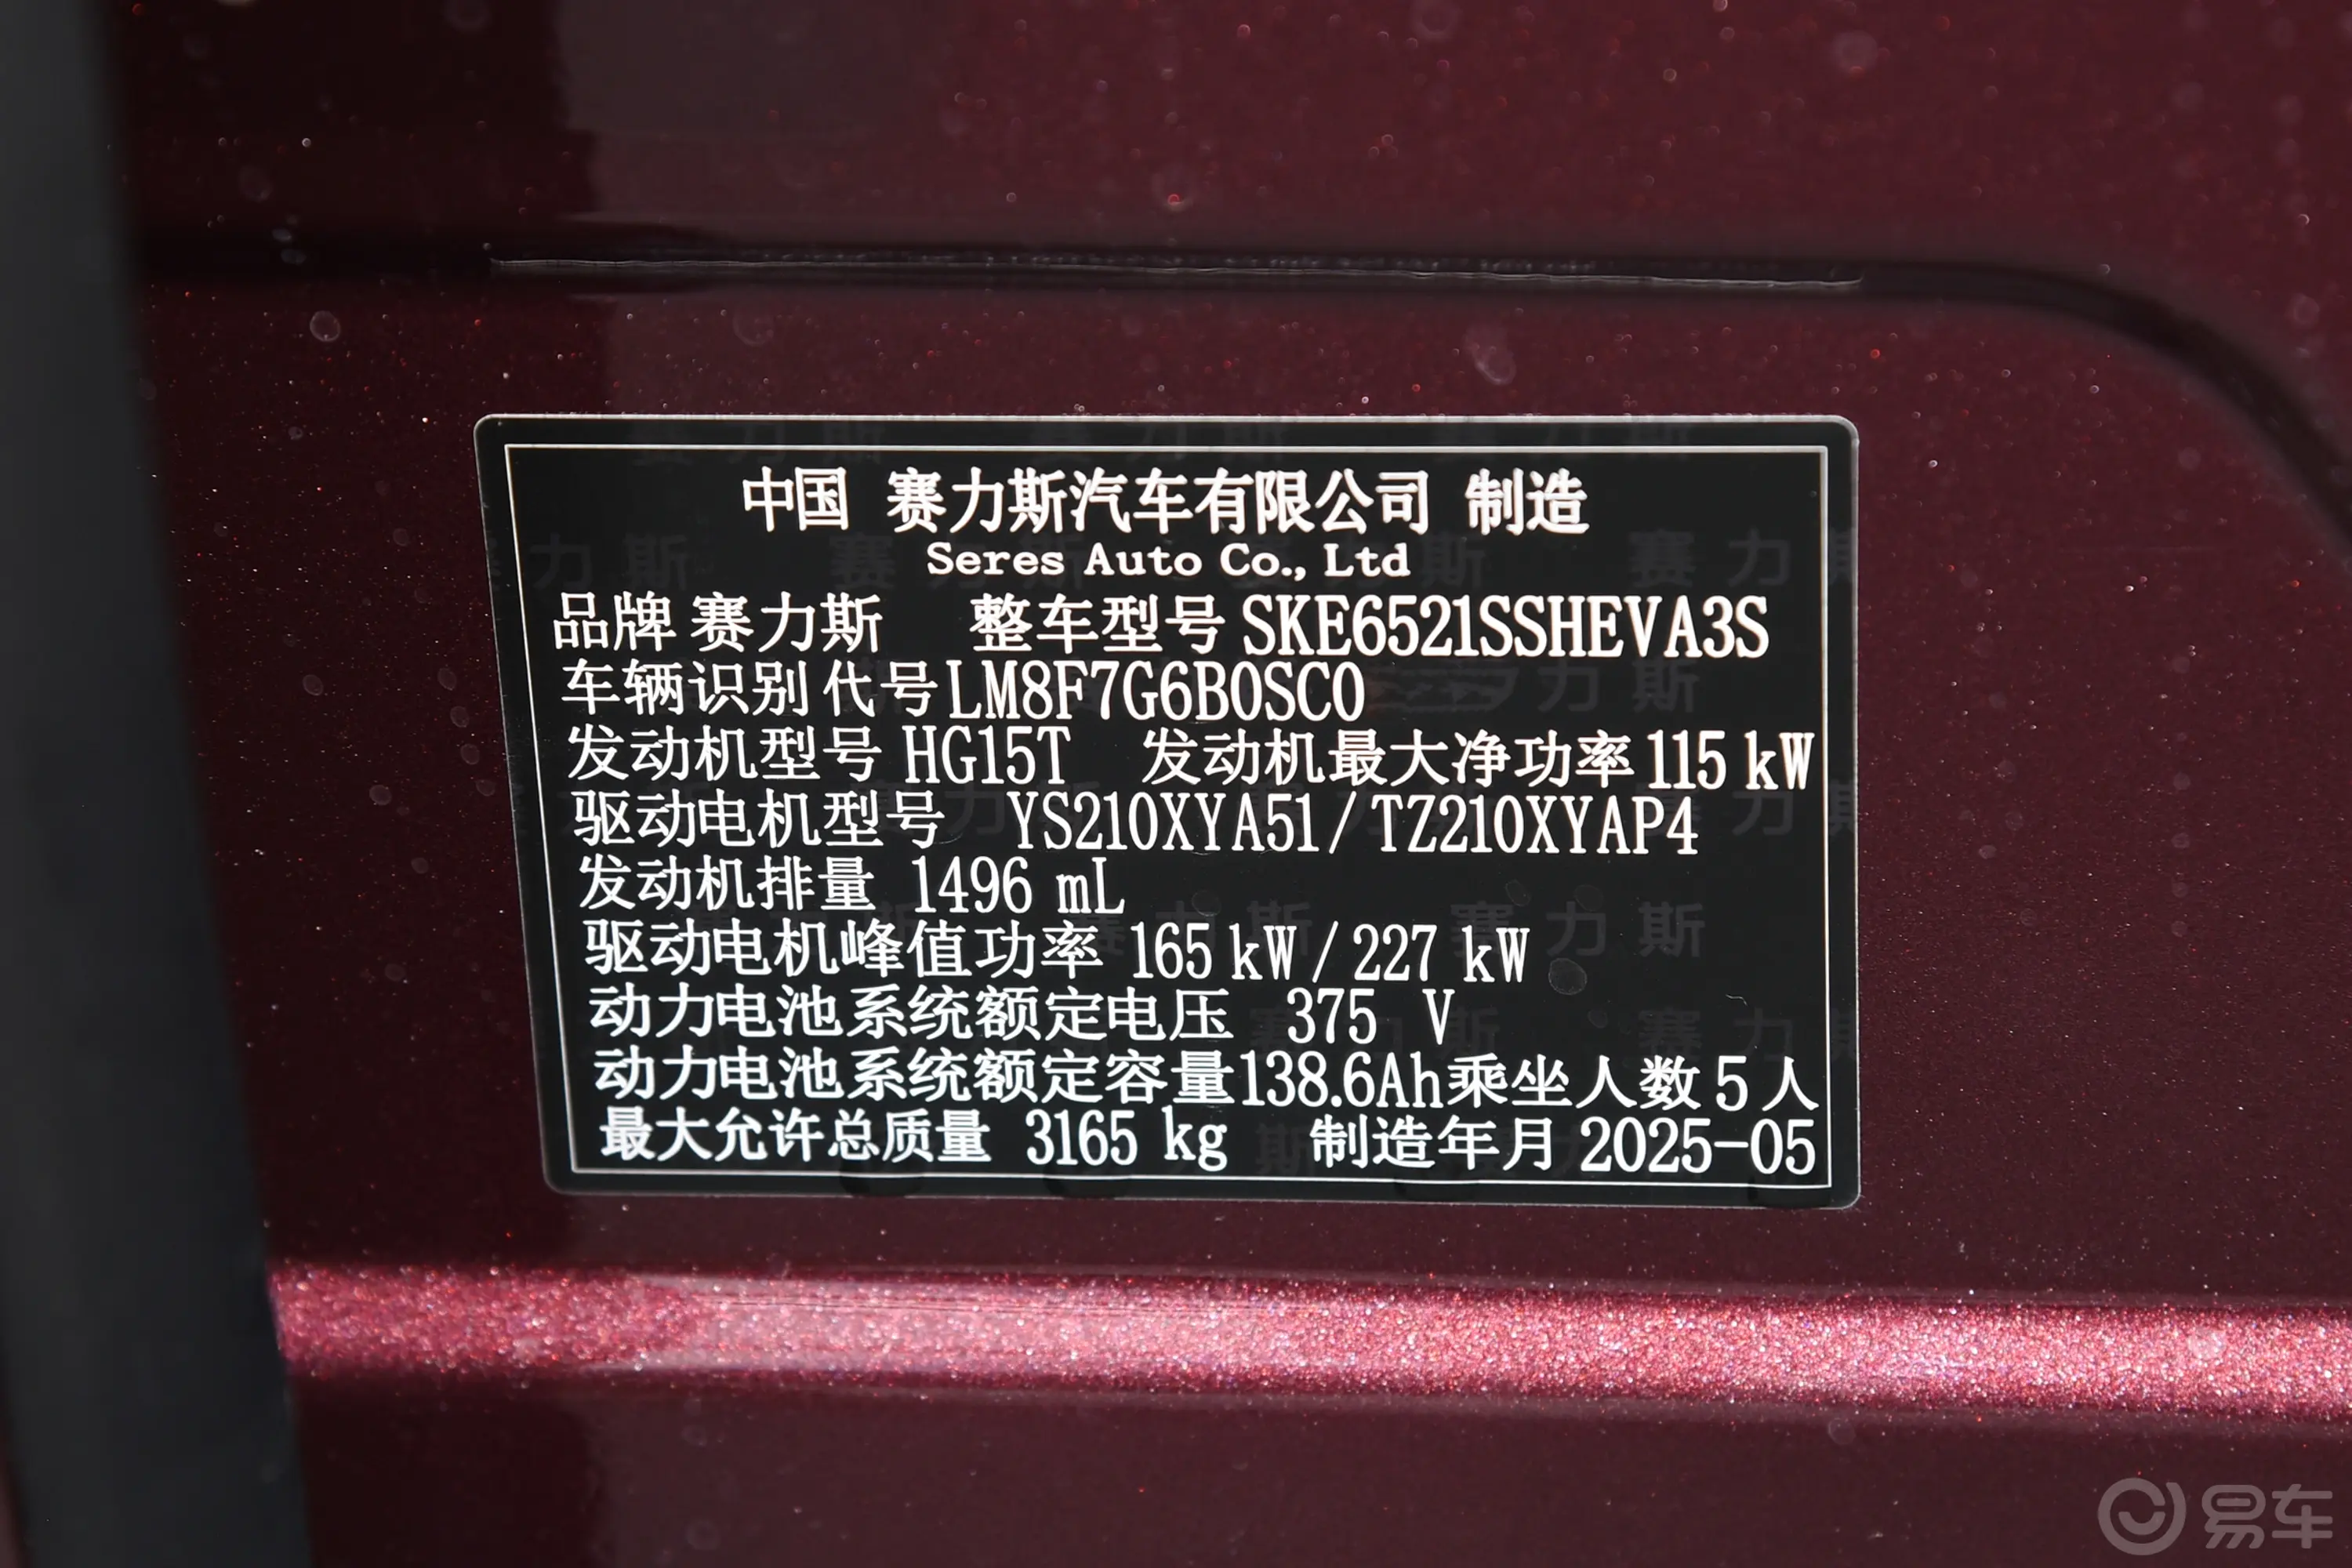 中国 赛力斯汽车有限公司 制造
Seres Auto Co., Ltd
品牌 赛力斯 整车型号 SKE6521SSHEVA3S
车辆识别代号 LM8F7G6B0SC0
发动机型号 HG15T 发动机最大净功率 115 kW
驱动电机型号 YS210XYA51/TZ210XYAP4
发动机排量 1496 mL
驱动电机峰值功率 165 kW/227 kW
动力电池系统额定电压 375 V
动力电池系统额定容量 138.6Ah 乘坐人数 5 人
最大允许总质量 3165 kg 制造年月 2025-05
易车